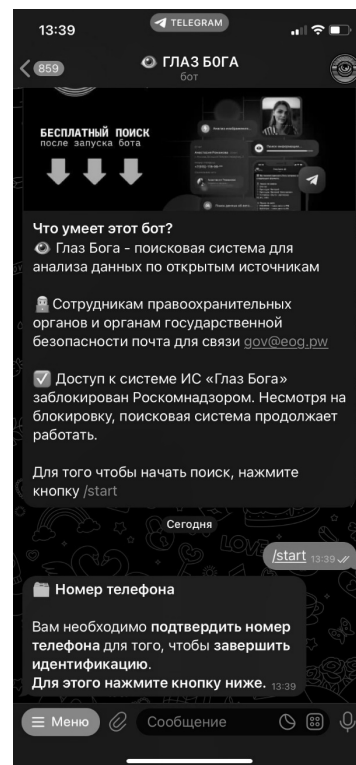 13:39
TELEGRAM
859
ГЛАЗ БОГА
бот
БЕСПЛАТНЫЙ ПОИСК
после запуска бота
Что умеет этот бот?
Глаз Бога - поисковая система для
анализа данных по открытым источникам
Сотрудникам правоохранительных
органов и органам государственной
безопасности почта для связи gov@eog.pw
Доступ к системе ИС «Глаз Бога»
заблокирован Роскомнадзором. Несмотря на
блокировку, поисковая система продолжает
работать.
Для того чтобы начать поиск, нажмите
кнопку /start
Сегодня
/start 13:39
Номер телефона
Вам необходимо подтвердить номер
телефона для того, чтобы завершить
идентификацию.
Для этого нажмите кнопку ниже. 13:39
Меню
Сообщение